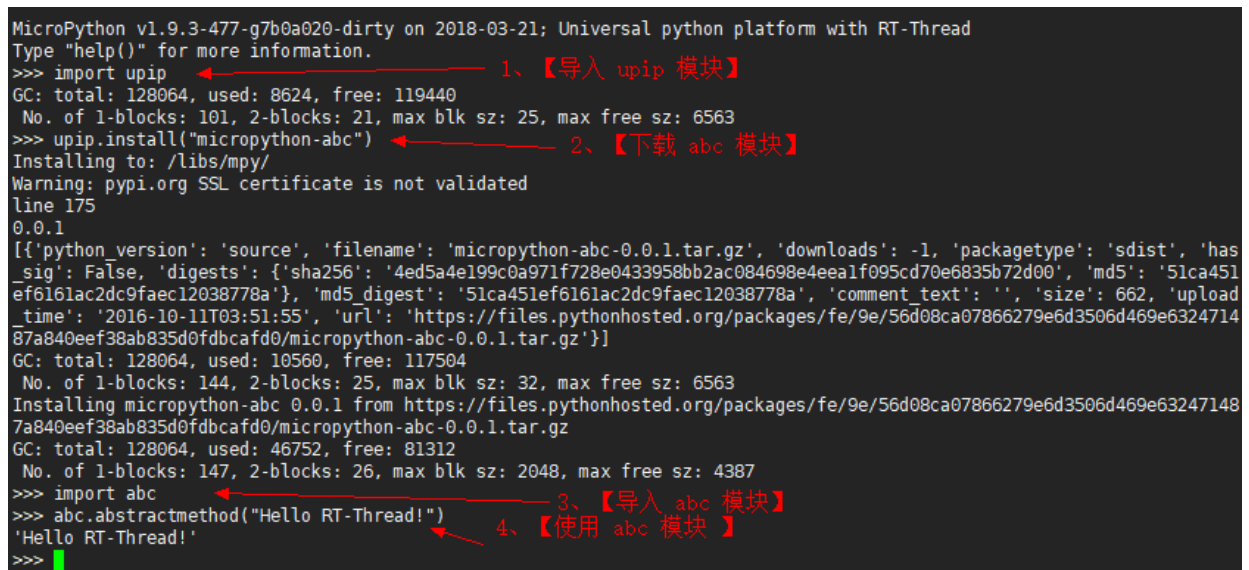 MicroPython v1.9.3-477-g7b0a020-dirty on 2018-03-21; Universal python platform with RT-Thread
Type "help()" for more information.
>>> import upip 1、【导入 upip 模块】
GC: total: 128064, used: 8624, free: 119440
 No. of 1-blocks: 101, 2-blocks: 21, max blk sz: 25, max free sz: 6563
>>> upip.install("micropython-abc") 2、【下载 abc 模块】
Installing to: /libs/mpy/
Warning: pypi.org SSL certificate is not validated
line 175
0.0.1
[{'python_version': 'source', 'filename': 'micropython-abc-0.0.1.tar.gz', 'downloads': -1, 'packagetype': 'sdist', 'has
_sig': False, 'digests': {'sha256': '4ed5a4e199c0a971f728e0433958bb2ac084698e4eea1f095cd70e6835b72d00', 'md5': '51ca451
ef6161ac2dc9faec12038778a'}, 'md5_digest': '51ca451ef6161ac2dc9faec12038778a', 'comment_text': '', 'size': 662, 'upload
_time': '2016-10-11T03:51:55', 'url': 'https://files.pythonhosted.org/packages/fe/9e/56d08ca07866279e6d3506d469e6324714
87a840eef38ab835d0fdbcafd0/micropython-abc-0.0.1.tar.gz'}]
GC: total: 128064, used: 10560, free: 117504
 No. of 1-blocks: 144, 2-blocks: 25, max blk sz: 32, max free sz: 6563
Installing micropython-abc 0.0.1 from https://files.pythonhosted.org/packages/fe/9e/56d08ca07866279e6d3506d469e63247148
7a840eef38ab835d0fdbcafd0/micropython-abc-0.0.1.tar.gz
GC: total: 128064, used: 46752, free: 81312
 No. of 1-blocks: 147, 2-blocks: 26, max blk sz: 2048, max free sz: 4387
>>> import abc 3、【导入 abc 模块】
>>> abc.abstractmethod("Hello RT-Thread!") 4、【使用 abc 模块 】
'Hello RT-Thread!'
>>>